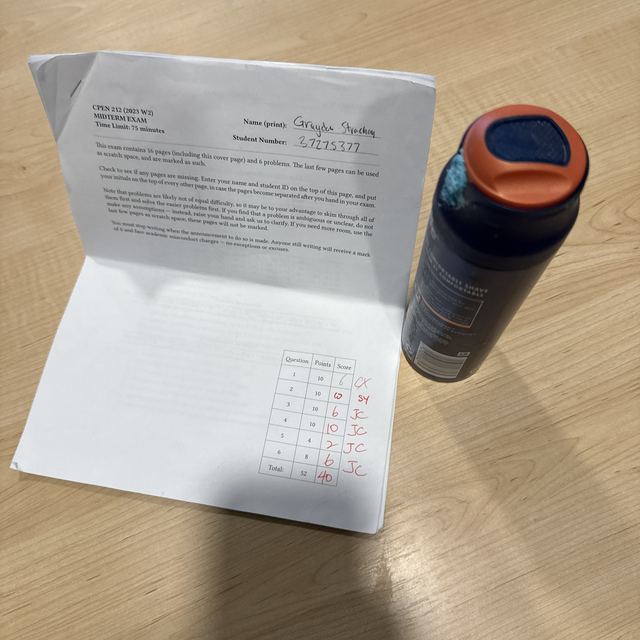 CPEN 212 (2023 W2)
MIDTERM EXAM
Time Limit: 75 minutes
Name (print): Graydon
Student Number: 37275377
This exam contains 16 pages (including this cover page) and 6 problems. The last few pages can be used
as scratch space, and are marked as such.
Check to see if any pages are missing. Enter your name and student ID on the top of this page, and put
your initials on the top of every other page, in case the pages become separated after you hand in your exam.
Note that problems are likely not of equal difficulty, so it may be to your advantage to skim through all of
them first and solve the easier problems first. If you find that a problem is ambiguous or unclear, do not
make any assumptions — instead, raise your hand and ask us to clarify. If you need more room, use the
last few pages as scratch space; these pages will not be marked.
You must stop writing when the announcement to do so is made. Anyone still writing will receive a mark
of 0 and face academic misconduct charges — no exceptions or excuses.
Question Points Score
1 10 6 CX
2 10 10 SY
3 10 6 JC
4 10 10 JC
5 4 2 JC
6 8 6 JC
Total: 52 40
SHAVE